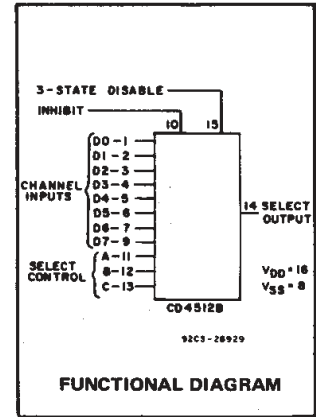 3-STATE DISABLE
INHIBIT
10 15
D0-1
D1-2
D2-3
CHANNEL INPUTS
D3-4
D4-5
D5-6
D6-7
D7-9
14 SELECT OUTPUT
SELECT CONTROL
A-11
B-12
C-13
VDD=16
VSS=8
CD4512B
92CS-28929
FUNCTIONAL DIAGRAM